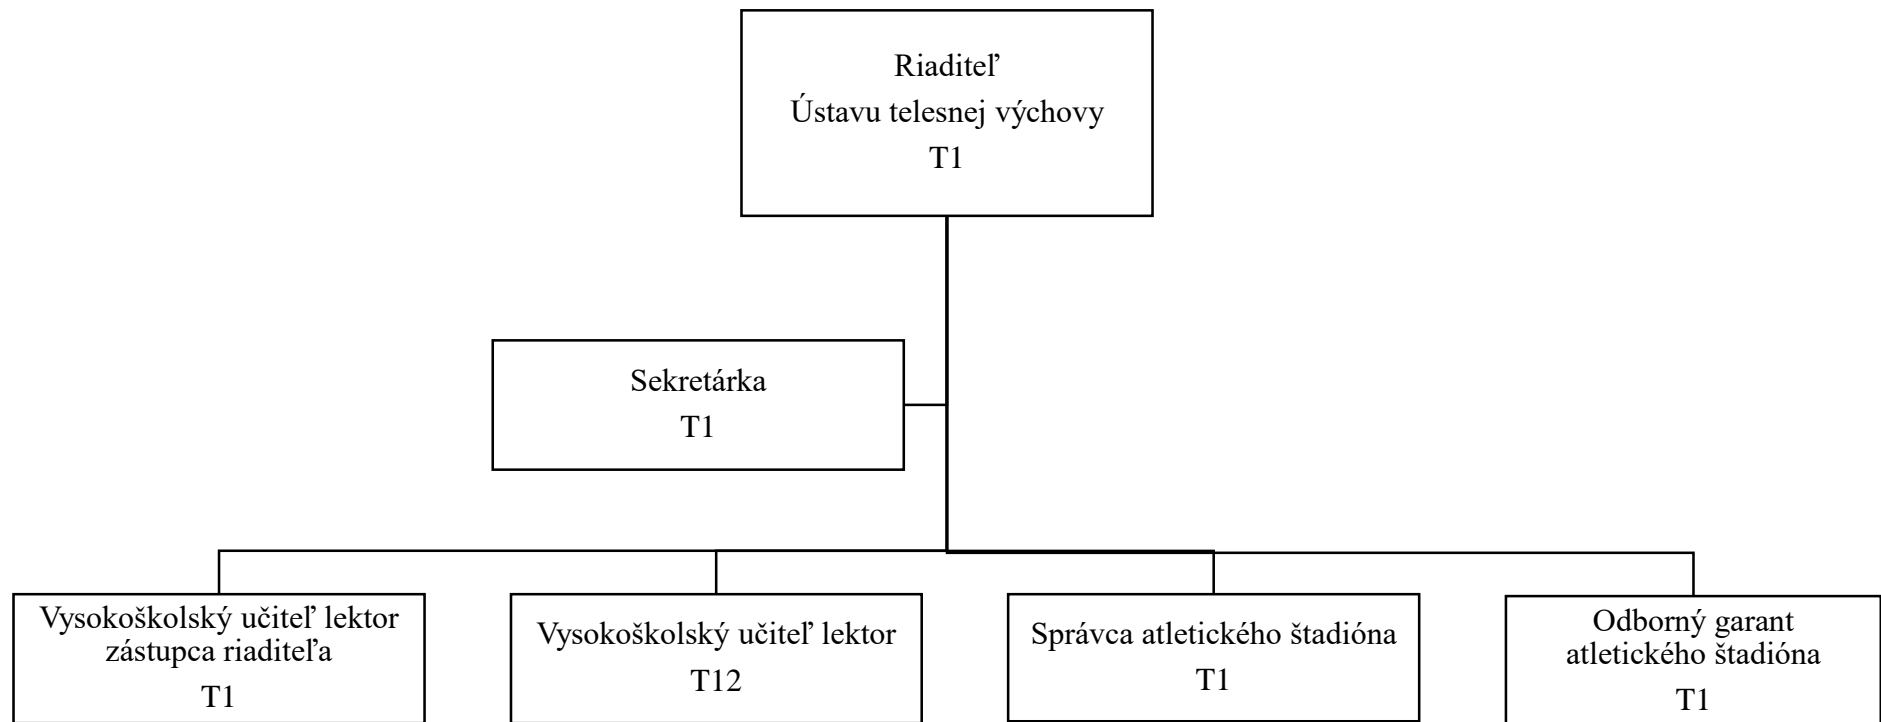 Riaditeľ
Ústavu telesnej výchovy
T1
Sekretárka
T1
Vysokoškolský učiteľ lektor
zástupca riaditeľa
T1
Vysokoškolský učiteľ lektor
T12
Správca atletického štadióna
T1
Odborný garant
atletického štadióna
T1